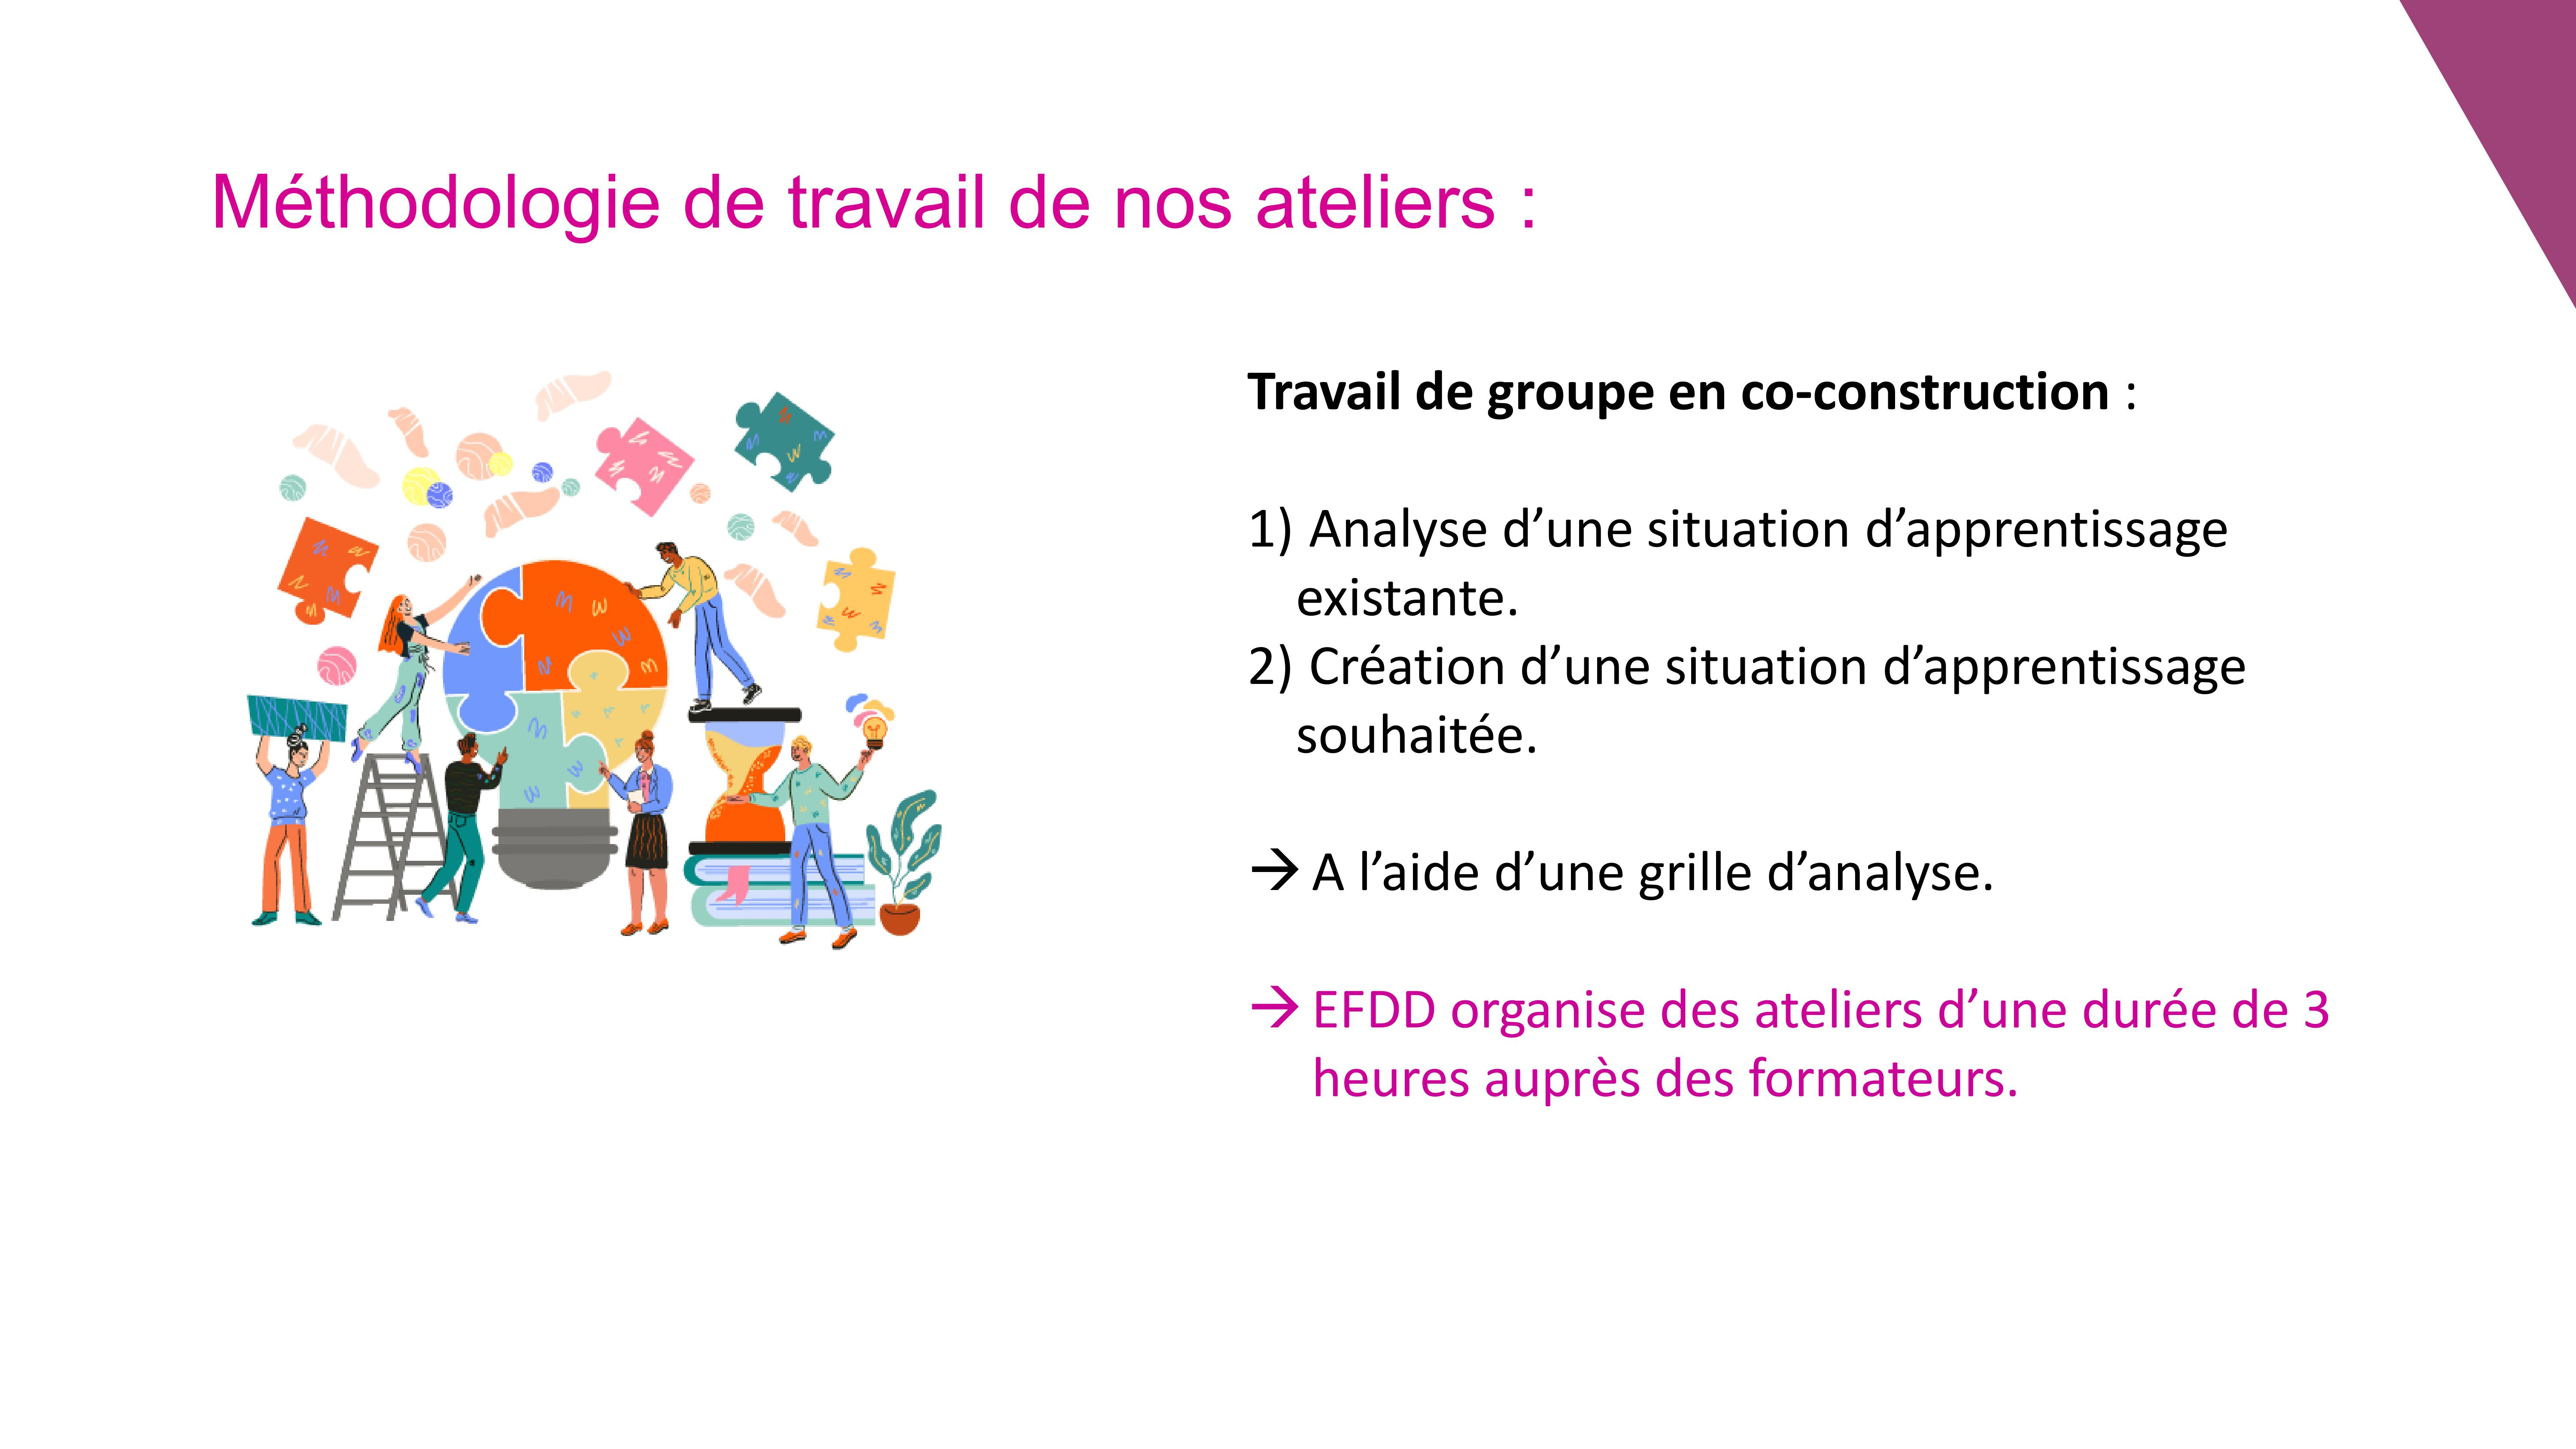 Méthodologie de travail de nos ateliers :
Travail de groupe en co-construction :
1) Analyse d’une situation d’apprentissage
existante.
2) Création d’une situation d’apprentissage
souhaitée.
→ A l’aide d’une grille d’analyse.
→ EFDD organise des ateliers d’une durée de 3
heures auprès des formateurs.